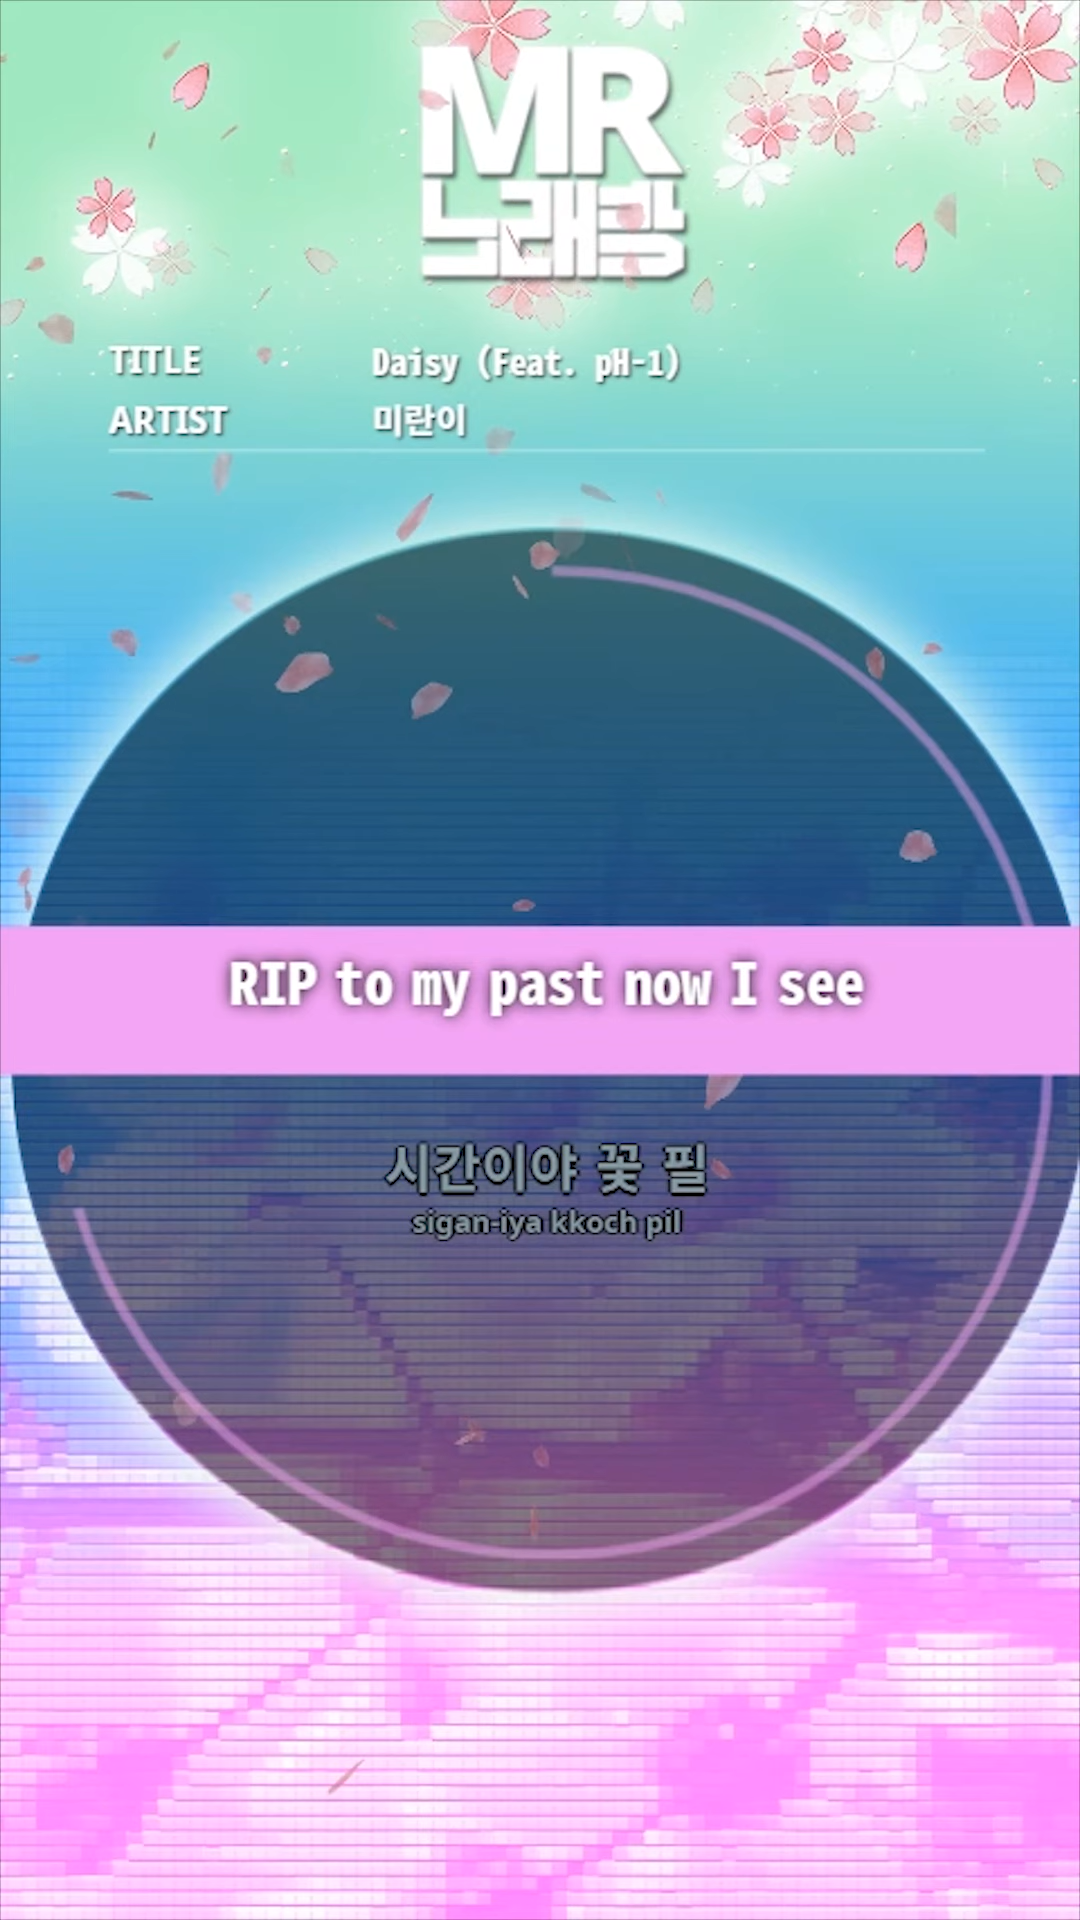 MR
노래방
TITLE Daisy (Feat. pH-1)
ARTIST 미란이
RIP to my past now I see
시간이야 꽃 필
sigan-iya kkoch pil